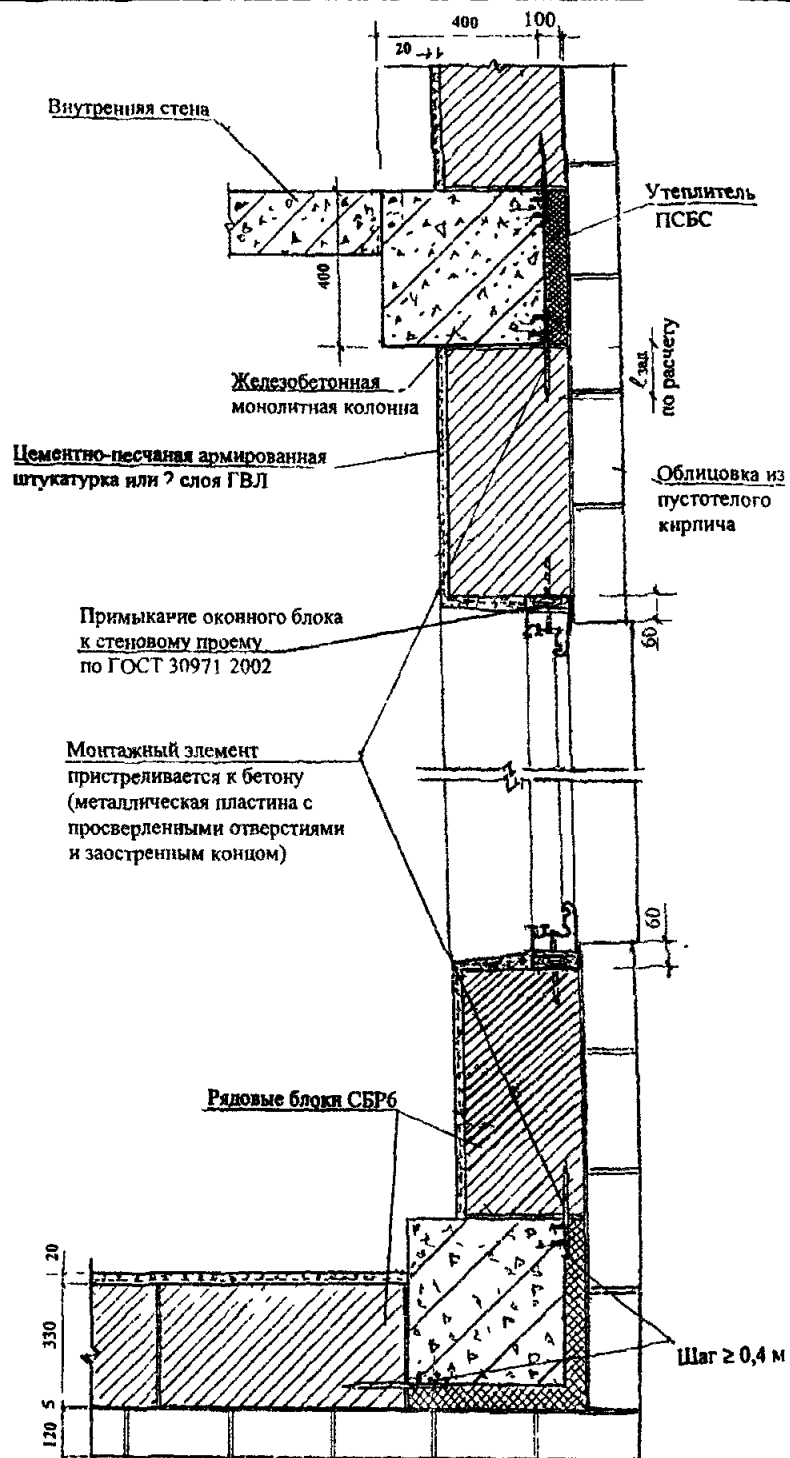 400
100
20
Внутренняя стена
Утеплитель
ПСБС
400
ℓ зад
по расчету
Железобетонная
монолитная колонна
Цементно-песчаная армированная
штукатурка или ? слоя ГВЛ
Облицовка из
пустотелого
кирпича
Примыкание оконного блока
к стеновому проему
по ГОСТ 30971 2002
60
Монтажный элемент
пристреливается к бетону
(металлическая пластина с
просверленными отверстиями
и заостренным концом)
60
Рядовые блоки СБР6
20
330
5
120
Шаг ≥ 0,4 м